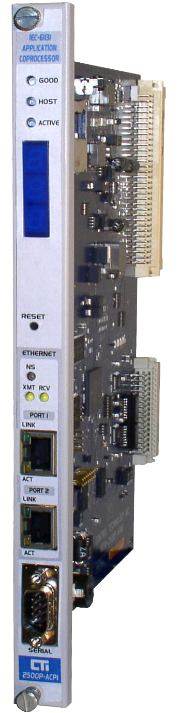 IEC-61131
APPLICATION
COPROCESSOR
GOOD
HOST
ACTIVE
RESET
ETHERNET
NS
XMT RCV
PORT 1
LINK
ACT
PORT 2
LINK
ACT
SERIAL
CTi
2500P-ACP1